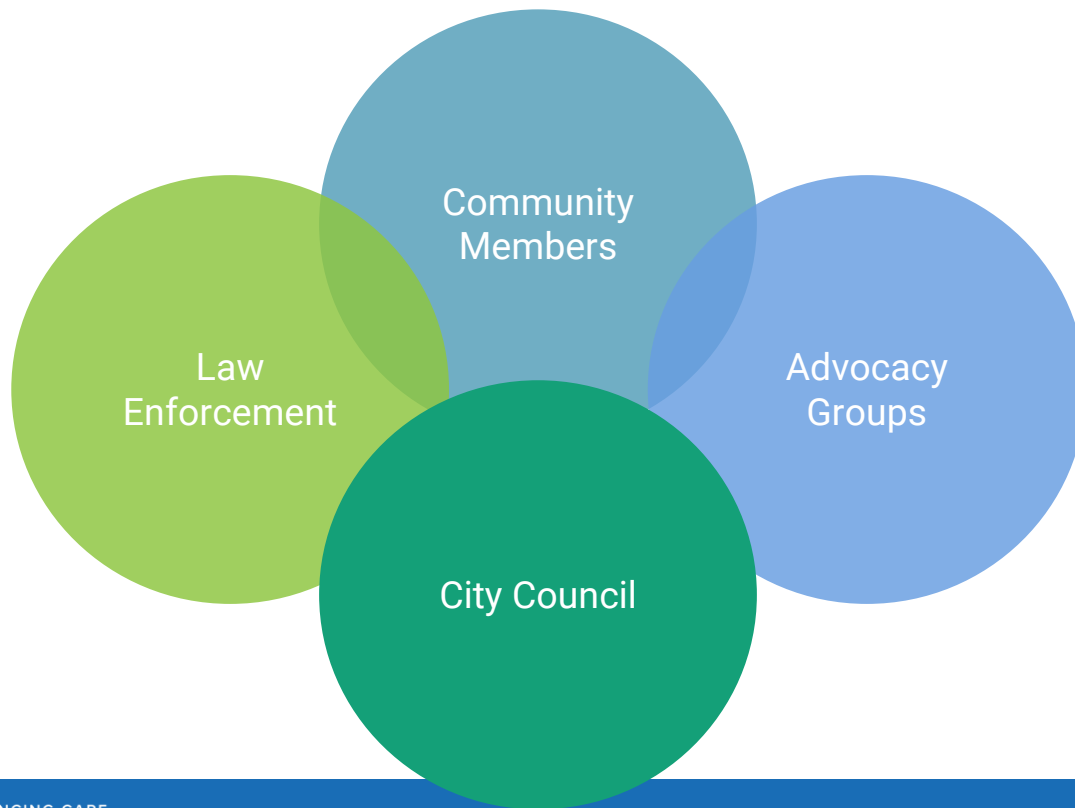 Community
Members
Law
Enforcement
Advocacy
Groups
City Council